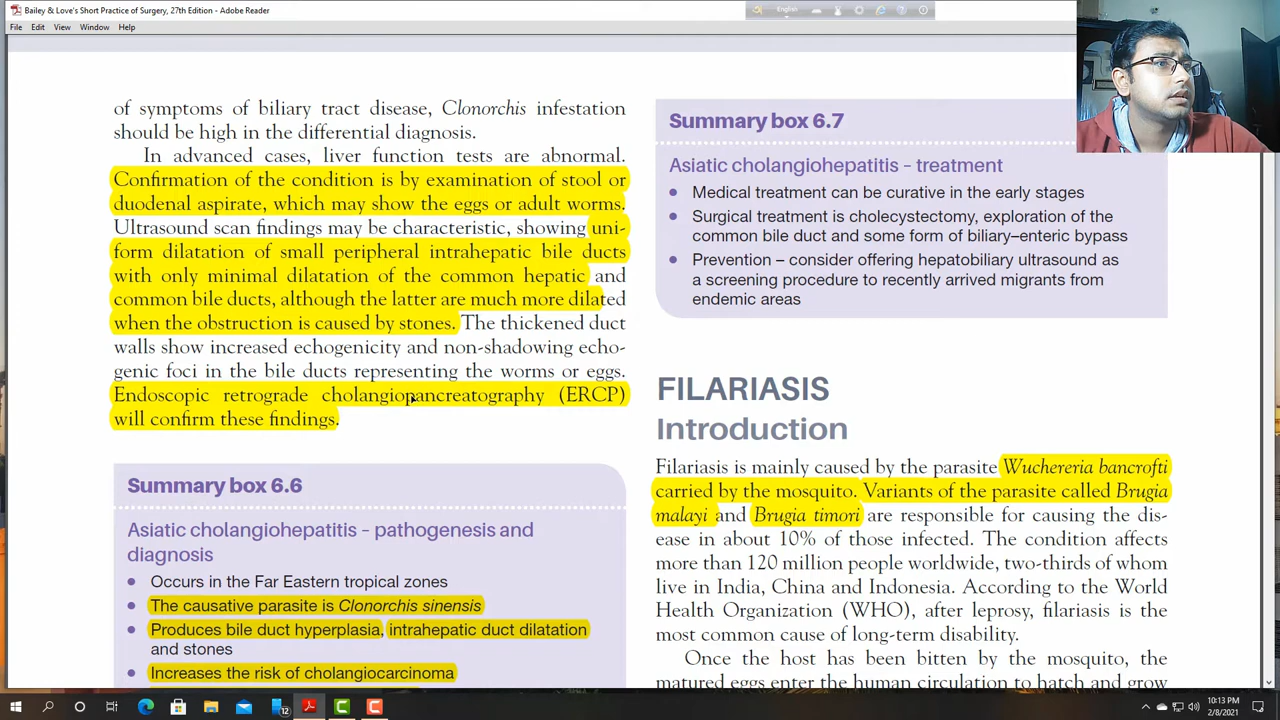 Bailey & Love's Short Practice of Surgery, 27th Edition - Adobe Reader
English
File Edit View Window Help
of symptoms of biliary tract disease, Clonorchis infestation
should be high in the differential diagnosis.
In advanced cases, liver function tests are abnormal.
Confirmation of the condition is by examination of stool or
duodenal aspirate, which may show the eggs or adult worms.
Ultrasound scan findings may be characteristic, showing uni-
form dilatation of small peripheral intrahepatic bile ducts
with only minimal dilatation of the common hepatic and
common bile ducts, although the latter are much more dilated
when the obstruction is caused by stones. The thickened duct
walls show increased echogenicity and non-shadowing echo-
genic foci in the bile ducts representing the worms or eggs.
Endoscopic retrograde cholangiopancreatography (ERCP)
will confirm these findings.
Summary box 6.6
Asiatic cholangiohepatitis – pathogenesis and
diagnosis
● Occurs in the Far Eastern tropical zones
● The causative parasite is Clonorchis sinensis
● Produces bile duct hyperplasia, intrahepatic duct dilatation
and stones
● Increases the risk of cholangiocarcinoma
Summary box 6.7
Asiatic cholangiohepatitis – treatment
● Medical treatment can be curative in the early stages
● Surgical treatment is cholecystectomy, exploration of the
common bile duct and some form of biliary–enteric bypass
● Prevention – consider offering hepatobiliary ultrasound as
a screening procedure to recently arrived migrants from
endemic areas
FILARIASIS
Introduction
Filariasis is mainly caused by the parasite Wuchereria bancrofti
carried by the mosquito. Variants of the parasite called Brugia
malayi and Brugia timori are responsible for causing the dis-
ease in about 10% of those infected. The condition affects
more than 120 million people worldwide, two-thirds of whom
live in India, China and Indonesia. According to the World
Health Organization (WHO), after leprosy, filariasis is the
most common cause of long-term disability.
Once the host has been bitten by the mosquito, the
matured eggs enter the human circulation to hatch and grow
12
10:13 PM
2/8/2021